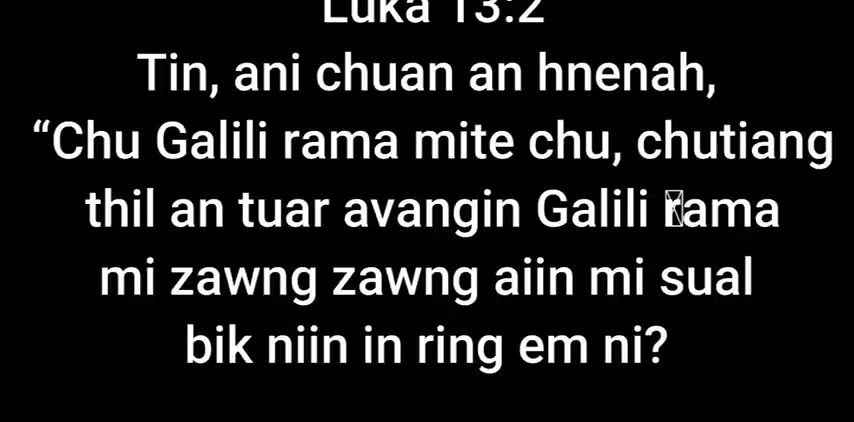 Luka 13:2
Tin, ani chuan an hnenah,
“Chu Galili rama mite chu, chutiang
thil an tuar avangin Galili rama
mi zawng zawng aiin mi sual
bik niin in ring em ni?